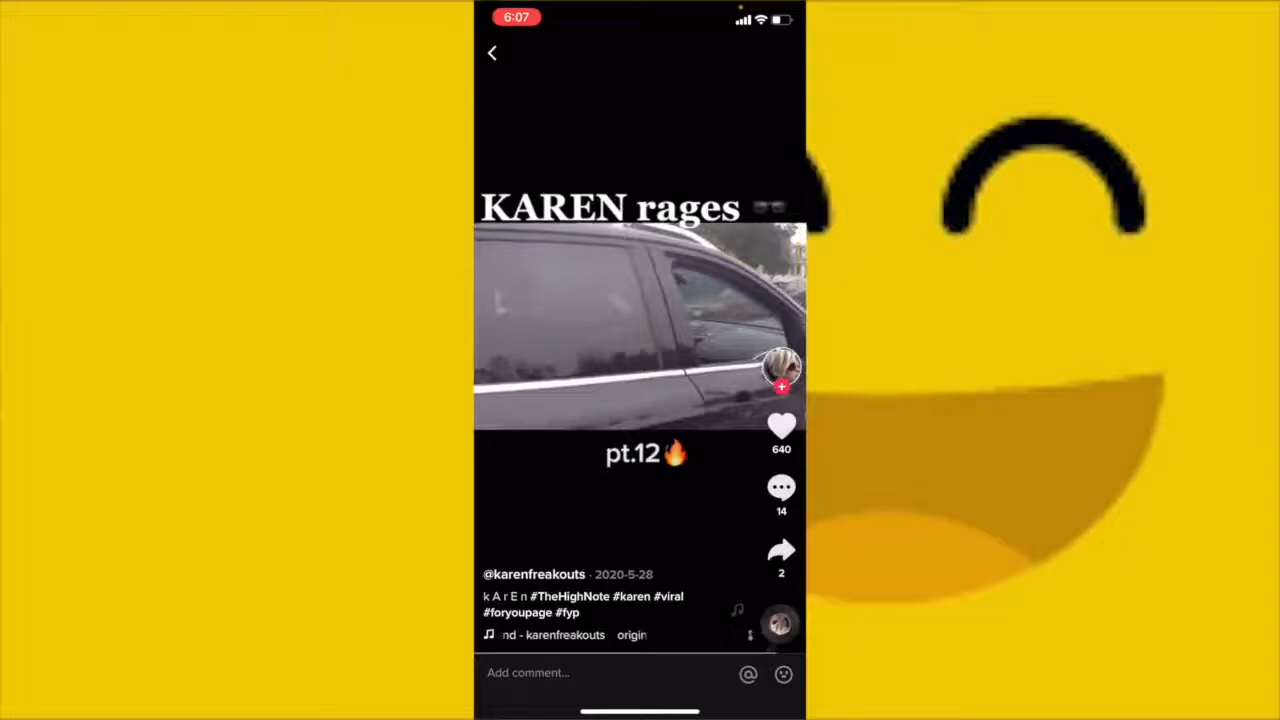 6:07
KAREN rages
pt.12🔥
640
14
2
@karenfreakouts · 2020-5-28
k A r E n #TheHighNote #karen #viral
#foryoupage #fyp
nd - karenfreakouts origin
Add comment...